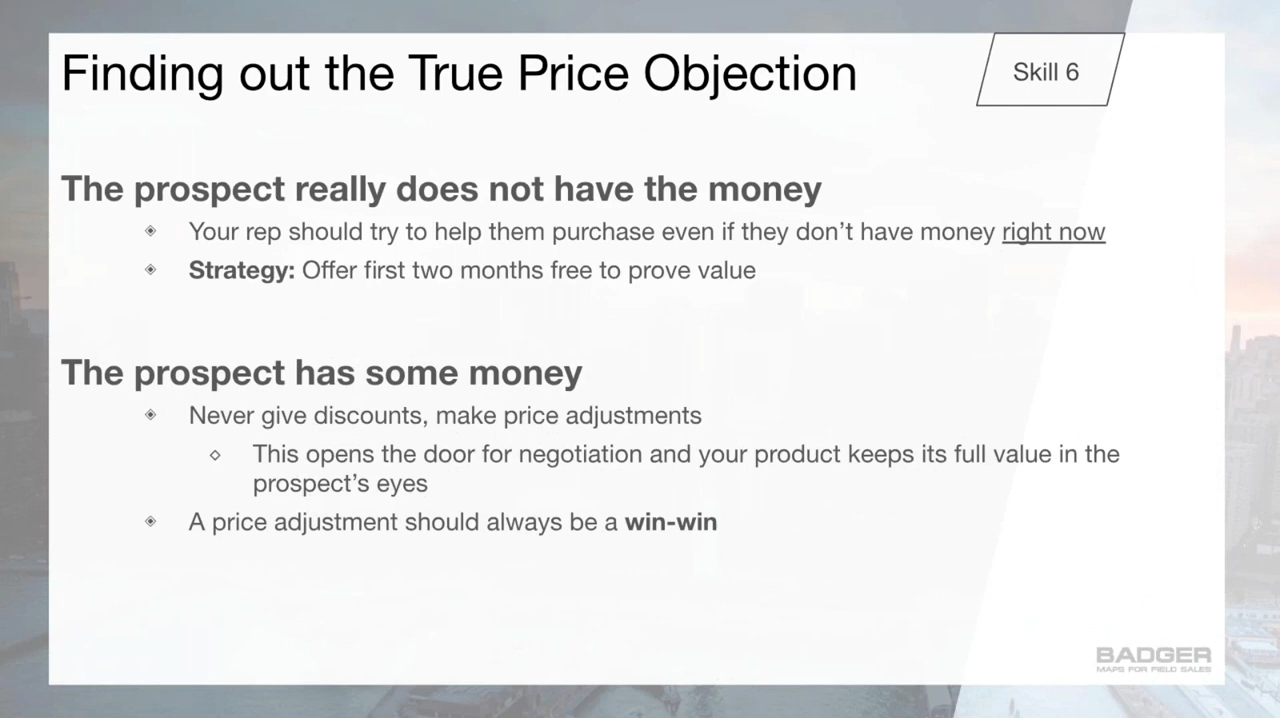 Finding out the True Price Objection
Skill 6
The prospect really does not have the money
Your rep should try to help them purchase even if they don’t have money right now
Strategy: Offer first two months free to prove value
The prospect has some money
Never give discounts, make price adjustments
This opens the door for negotiation and your product keeps its full value in the
prospect’s eyes
A price adjustment should always be a win-win
BADGER
MAPS FOR FIELD SALES